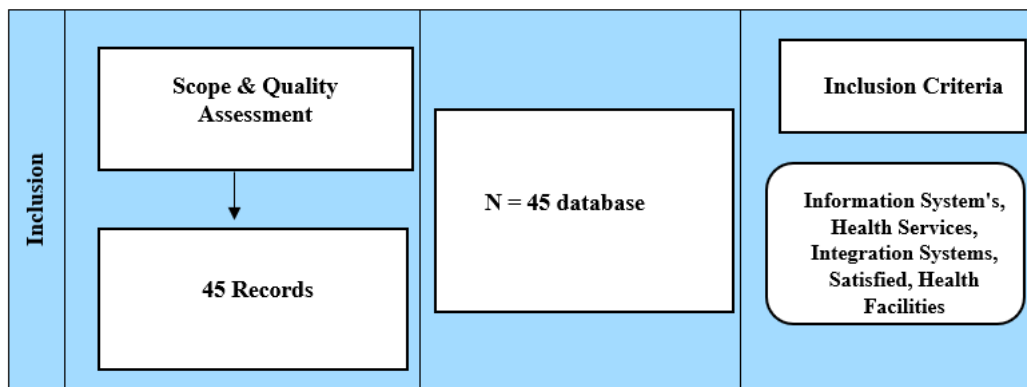 Inclusion
Scope & Quality
Assessment
45 Records
N = 45 database
Inclusion Criteria
Information System's,
Health Services,
Integration Systems,
Satisfied, Health
Facilities